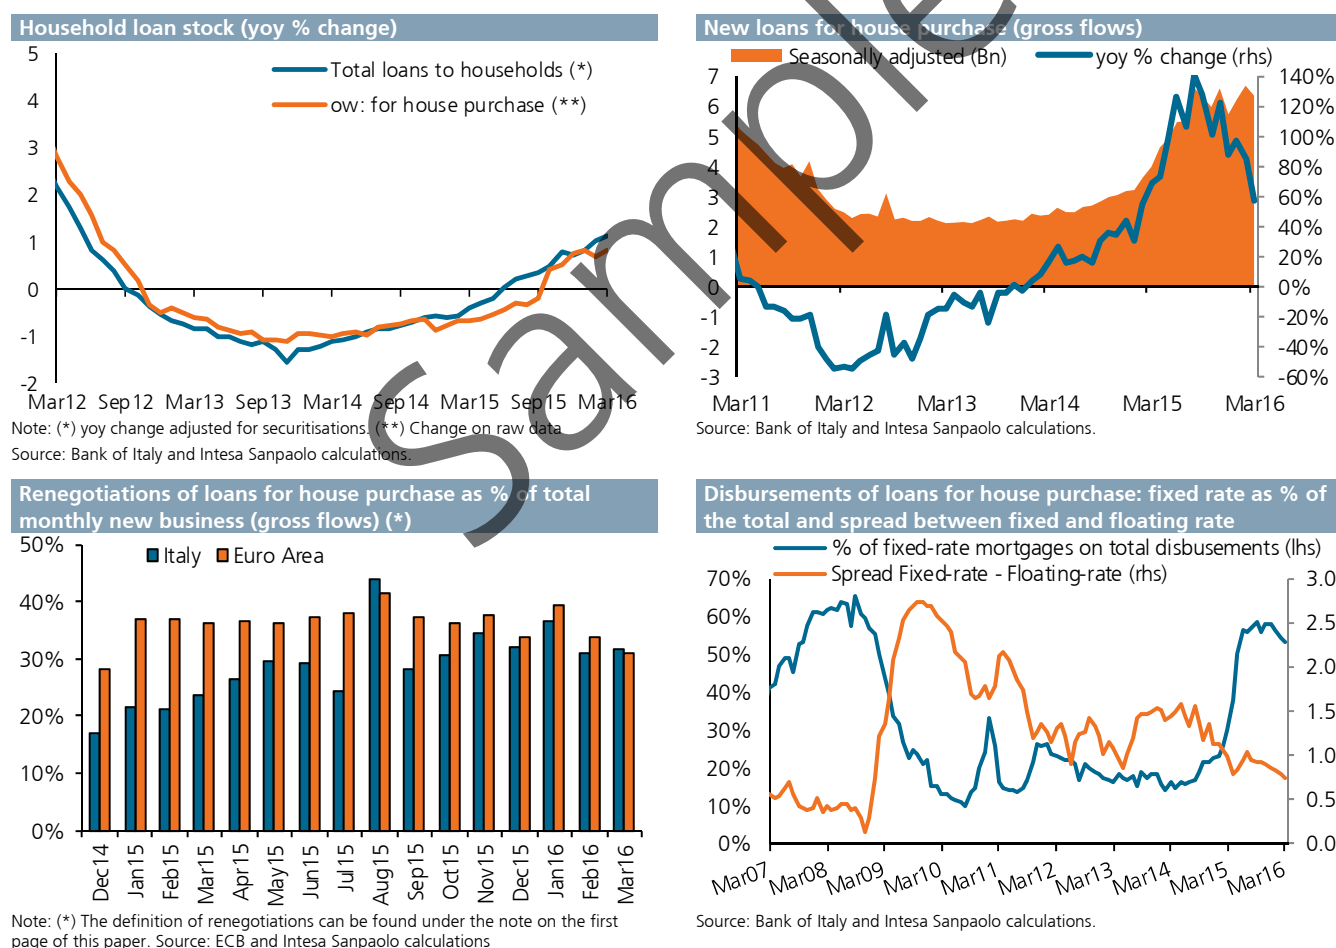 Household loan stock (yoy % change)
5
4
3
2
1
0
-1
-2
Total loans to households (*)
ow: for house purchase (**)
Mar12 Sep12 Mar13 Sep13 Mar14 Sep14 Mar15 Sep15 Mar16
Note: (*) yoy change adjusted for securitisations. (**) Change on raw data
Source: Bank of Italy and Intesa Sanpaolo calculations.
New loans for house purchase (gross flows)
Seasonally adjusted (Bn) yoy % change (rhs)
7
6
5
4
3
2
1
0
-1
-2
-3
140%
120%
100%
80%
60%
40%
20%
0%
-20%
-40%
-60%
Mar11 Mar12 Mar13 Mar14 Mar15 Mar16
Source: Bank of Italy and Intesa Sanpaolo calculations.
Renegotiations of loans for house purchase as % of total
monthly new business (gross flows) (*)
50%
40%
30%
20%
10%
0%
Italy Euro Area
Dec14 Jan15 Feb15 Mar15 Apr15 May15 Jun15 Jul15 Aug15 Sep15 Oct15 Nov15 Dec15 Jan16 Feb16 Mar16
Note: (*) The definition of renegotiations can be found under the note on the first
page of this paper. Source: ECB and Intesa Sanpaolo calculations
Disbursements of loans for house purchase: fixed rate as % of
the total and spread between fixed and floating rate
% of fixed-rate mortgages on total disbusements (lhs)
Spread Fixed-rate - Floating-rate (rhs)
70%
60%
50%
40%
30%
20%
10%
0%
3.0
2.5
2.0
1.5
1.0
0.5
0.0
Mar07 Mar08 Mar09 Mar10 Mar11 Mar12 Mar13 Mar14 Mar15 Mar16
Source: Bank of Italy and Intesa Sanpaolo calculations.
Sample